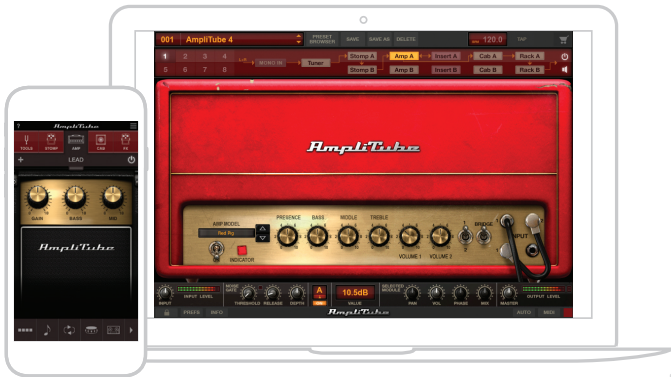 001 AmpliTube 4 PRESET BROWSER SAVE SAVE AS DELETE 120.0 TAP
1 2 3 4 MONO IN Tuner Stomp A Amp A Insert A Cab A Rack A
5 6 7 8 Stomp B Amp B Insert B Cab B Rack B
AmpliTube
AMP MODEL
Red Pig
ON INDICATOR
PRESENCE BASS MIDDLE TREBLE
VOLUME 1 VOLUME 2
BRIDGE
INPUT
INPUT INPUT LEVEL NOISE GATE THRESHOLD RELEASE DEPTH A ON 10.5dB VALUE SELECTED MODULE PAN VOL PHASE MIX MASTER OUTPUT LEVEL
PREFS INFO AmpliTube AUTO MIDI
AmpliTube
TOOLS STOMP AMP CAB FX
+ LEAD
GAIN BASS MID
AmpliTube